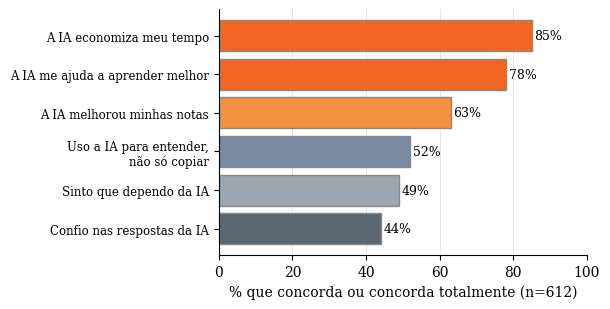 A IA economiza meu tempo
85%
A IA me ajuda a aprender melhor
78%
A IA melhorou minhas notas
63%
Uso a IA para entender,
não só copiar
52%
Sinto que dependo da IA
49%
Confio nas respostas da IA
44%
0 20 40 60 80 100
% que concorda ou concorda totalmente (n=612)